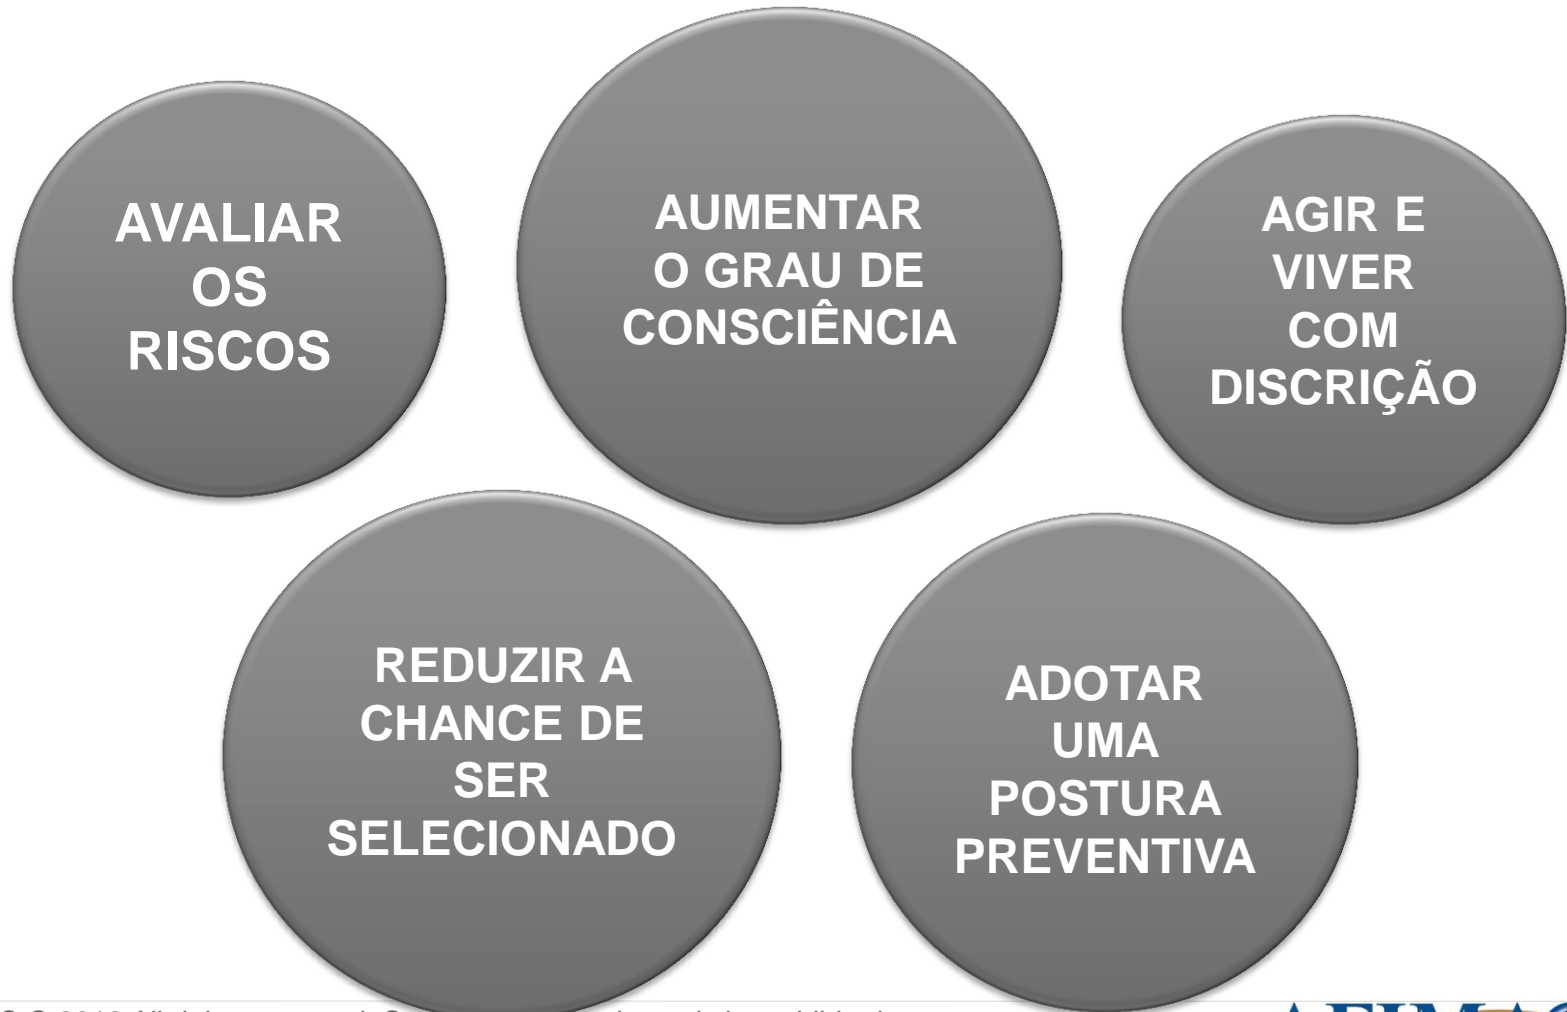 AVALIAR
OS
RISCOS
AUMENTAR
O GRAU DE
CONSCIÊNCIA
AGIR E
VIVER
COM
DISCRIÇÃO
REDUZIR A
CHANCE DE
SER
SELECIONADO
ADOTAR
UMA
POSTURA
PREVENTIVA